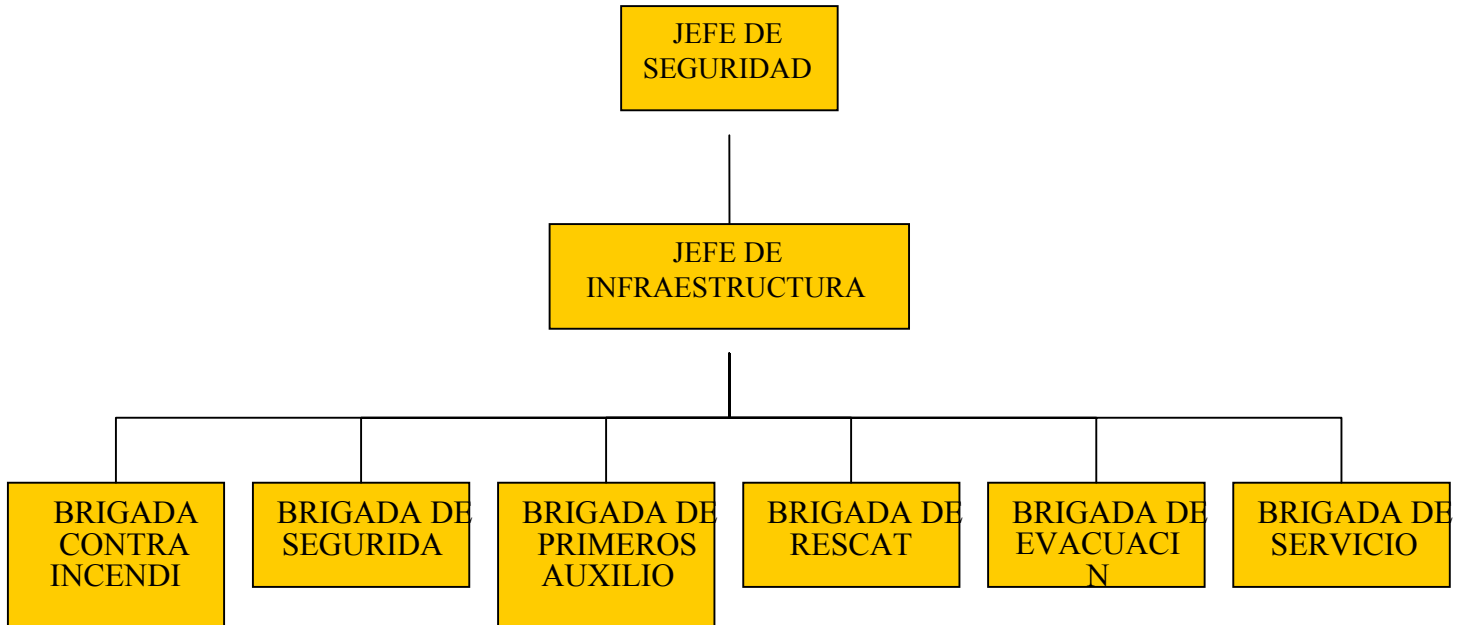 JEFE DE
SEGURIDAD
JEFE DE
INFRAESTRUCTURA
BRIGADA
CONTRA
INCENDI
BRIGADA DE
SEGURIDA
BRIGADA DE
PRIMEROS
AUXILIO
BRIGADA DE
RESCAT
BRIGADA DE
EVACUACI
N
BRIGADA DE
SERVICIO